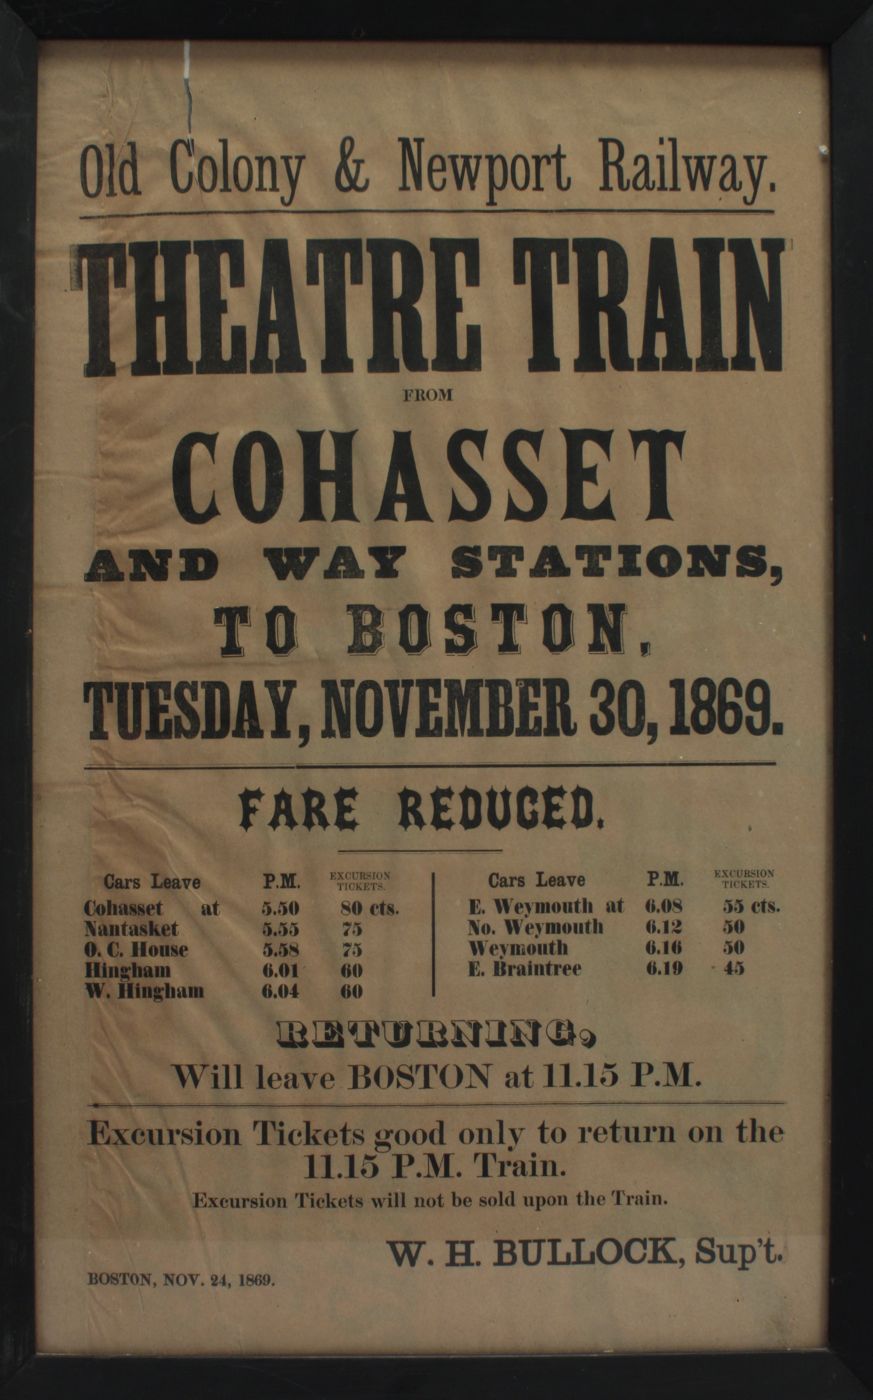 Old Colony & Newport Railway.
THEATRE TRAIN
FROM
COHASSET
AND WAY STATIONS,
TO BOSTON,
TUESDAY, NOVEMBER 30, 1869.
FARE REDUCED.
Cars Leave P.M. EXCURSION TICKETS.
Cohasset at 5.50 80 cts.
Nantasket 5.55 75
O. C. House 5.58 75
Hingham 6.01 60
W. Hingham 6.04 60
Cars Leave P.M. EXCURSION TICKETS.
E. Weymouth at 6.08 55 cts.
No. Weymouth 6.12 50
Weymouth 6.16 50
E. Braintree 6.19 45
RETURNING,
Will leave BOSTON at 11.15 P.M.
Excursion Tickets good only to return on the
11.15 P.M. Train.
Excursion Tickets will not be sold upon the Train.
W. H. BULLOCK, Sup't.
BOSTON, NOV. 24, 1869.